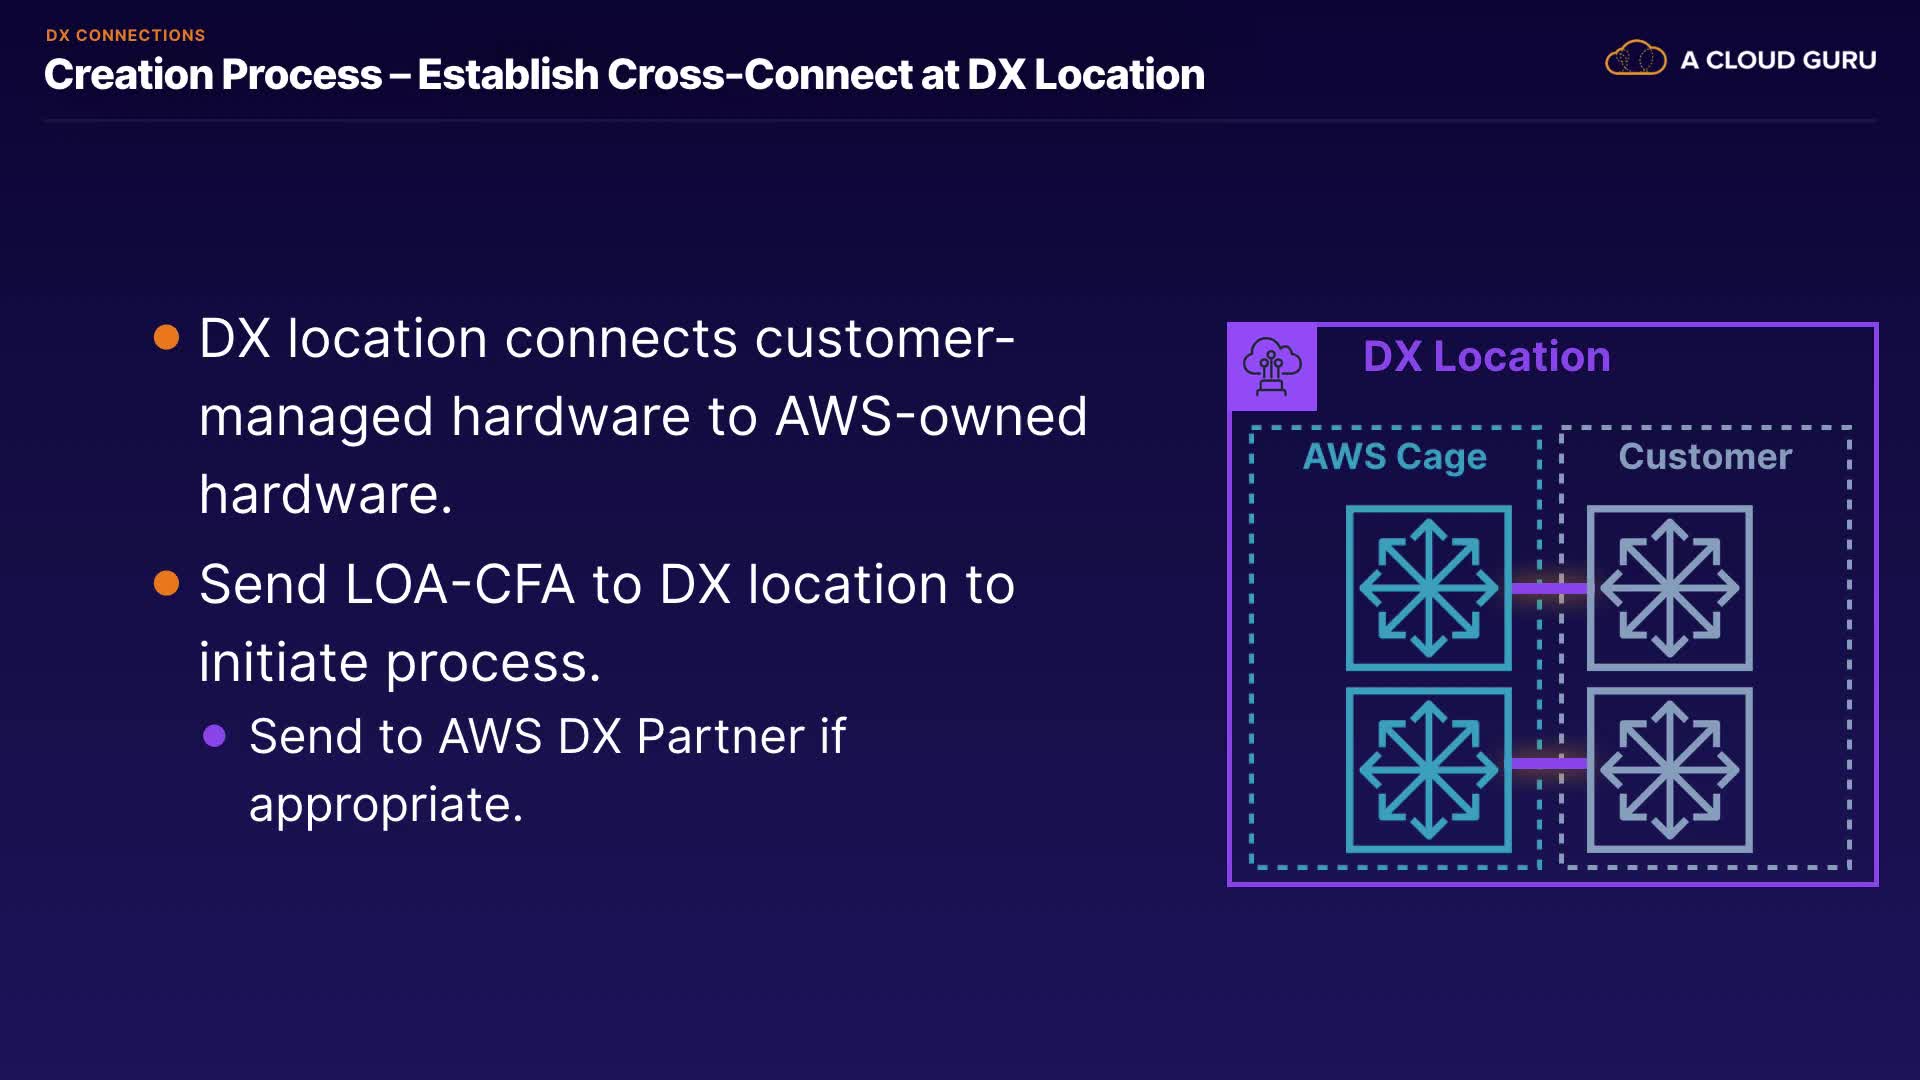 DX CONNECTIONS
Creation Process – Establish Cross-Connect at DX Location
A CLOUD GURU
DX location connects customer-
managed hardware to AWS-owned
hardware.
Send LOA-CFA to DX location to
initiate process.
Send to AWS DX Partner if
appropriate.
DX Location
AWS Cage
Customer